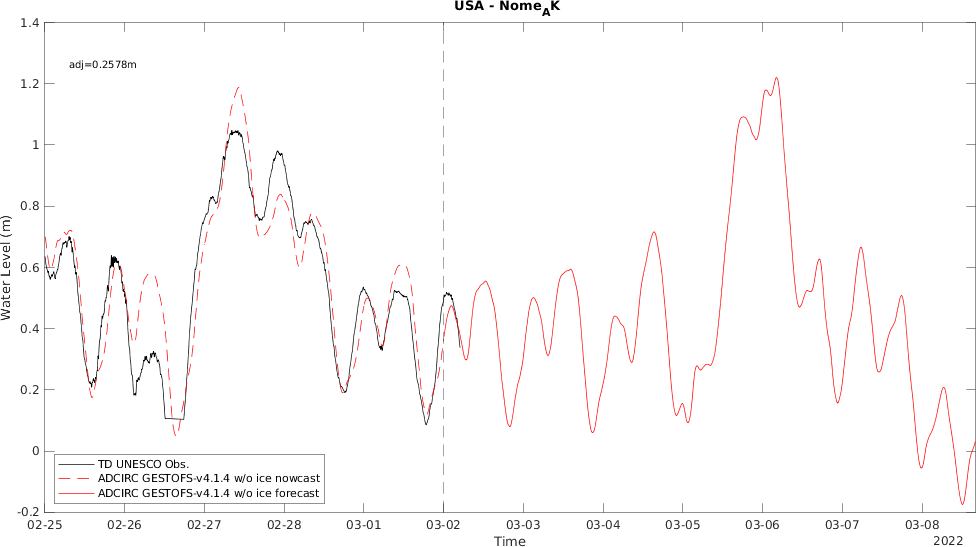 USA - Nome_AK
adj=0.2578m
1.4
1.2
1
0.8
0.6
0.4
0.2
0
-0.2
Water Level (m)
TD UNESCO Obs.
ADCIRC GESTOFS-v4.1.4 w/o ice nowcast
ADCIRC GESTOFS-v4.1.4 w/o ice forecast
02-25 02-26 02-27 02-28 03-01 03-02 03-03 03-04 03-05 03-06 03-07 03-08
Time
2022